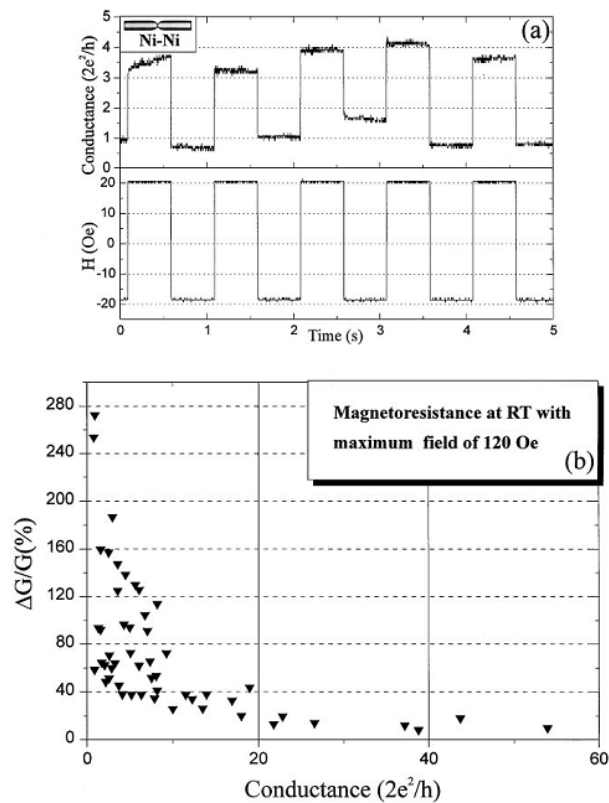 (a)
Ni-Ni
Conductance (2e²/h)
5
4
3
2
1
0
H (Oe)
20
10
0
-10
-20
0 1 2 3 4 5
Time (s)
Magnetoresistance at RT with
maximum field of 120 Oe
(b)
ΔG/G(%)
280
240
200
160
120
80
40
0
0 20 40 60
Conductance (2e²/h)